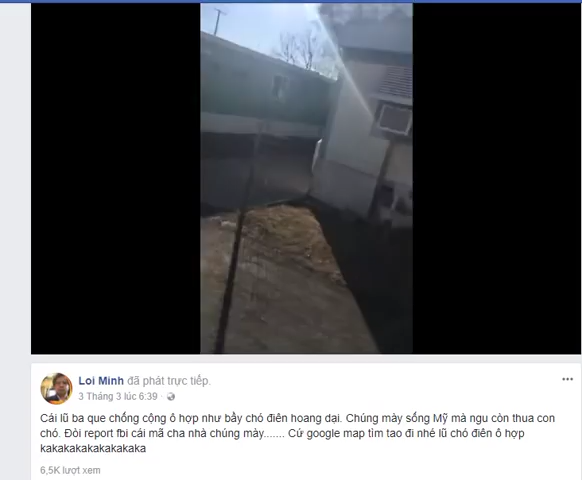 Loi Minh đã phát trực tiếp.
3 Tháng 3 lúc 6:39 ·
Cái lũ ba que chống cộng ô hợp như bầy chó điên hoang dại. Chúng mày sống Mỹ mà ngu còn thua con
chó. Đòi report fbi cái mã cha nhà chúng mày....... Cứ google map tìm tao đi nhé lũ chó điên ô hợp
kakakakakakakakaka
6,5K lượt xem